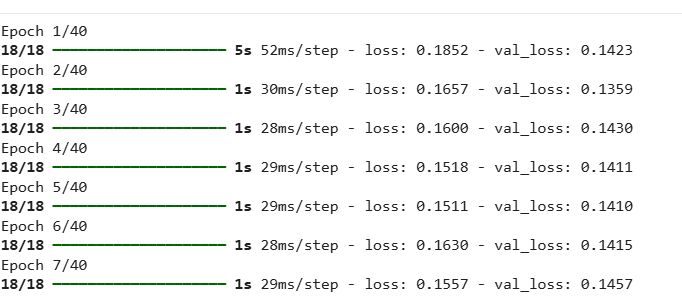 Epoch 1/40
18/18 ━━━━━━━━━━━━━━━━━━━━ 5s 52ms/step - loss: 0.1852 - val_loss: 0.1423
Epoch 2/40
18/18 ━━━━━━━━━━━━━━━━━━━━ 1s 30ms/step - loss: 0.1657 - val_loss: 0.1359
Epoch 3/40
18/18 ━━━━━━━━━━━━━━━━━━━━ 1s 28ms/step - loss: 0.1600 - val_loss: 0.1430
Epoch 4/40
18/18 ━━━━━━━━━━━━━━━━━━━━ 1s 29ms/step - loss: 0.1518 - val_loss: 0.1411
Epoch 5/40
18/18 ━━━━━━━━━━━━━━━━━━━━ 1s 29ms/step - loss: 0.1511 - val_loss: 0.1410
Epoch 6/40
18/18 ━━━━━━━━━━━━━━━━━━━━ 1s 28ms/step - loss: 0.1630 - val_loss: 0.1415
Epoch 7/40
18/18 ━━━━━━━━━━━━━━━━━━━━ 1s 29ms/step - loss: 0.1557 - val_loss: 0.1457